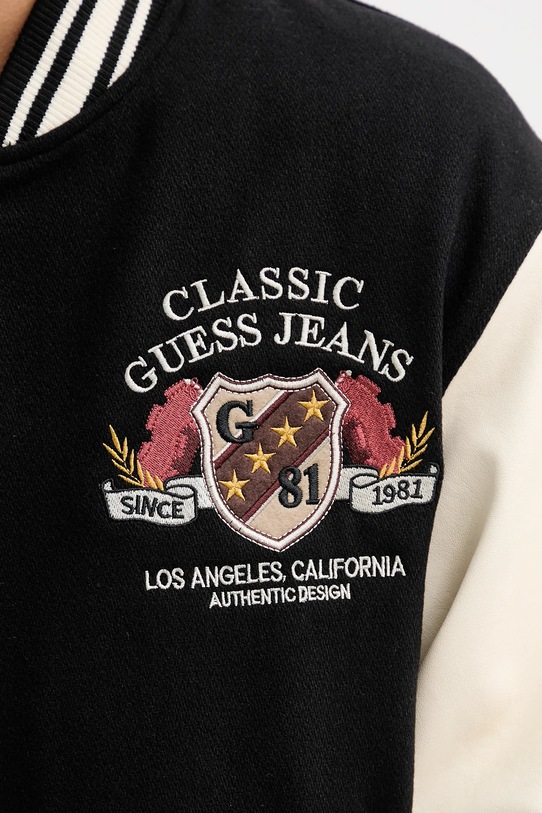 CLASSIC
GUESS JEANS
G
81
SINCE
1981
LOS ANGELES, CALIFORNIA
AUTHENTIC DESIGN